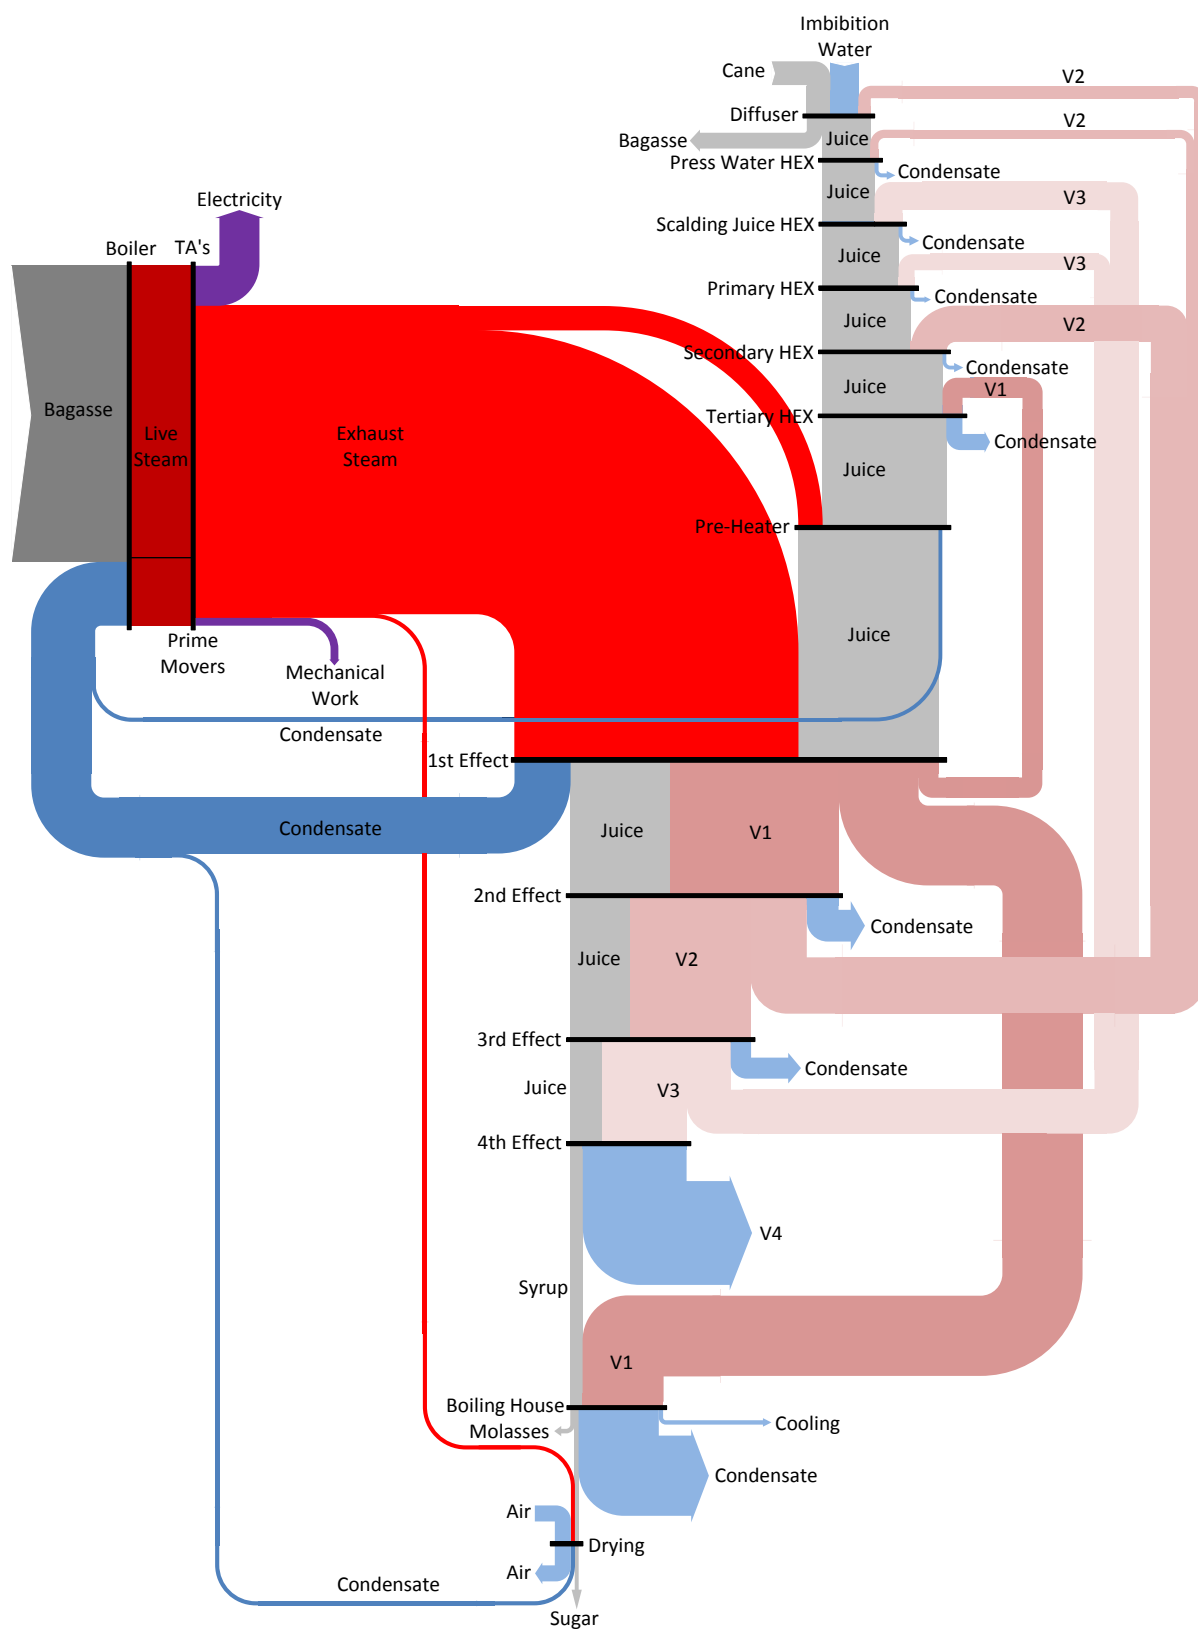 Imbibition
Water
Cane
V2
Diffuser
V2
Bagasse
Juice
Press Water HEX
Condensate
Juice
V3
Electricity
Scalding Juice HEX
Condensate
Boiler
TA's
Juice
V3
Primary HEX
Condensate
Juice
V2
Secondary HEX
Condensate
Juice
V1
Bagasse
Tertiary HEX
Live
Steam
Exhaust
Steam
Condensate
Juice
Pre-Heater
Juice
Prime
Movers
Mechanical
Work
Condensate
1st Effect
Condensate
Juice
V1
2nd Effect
Condensate
Juice
V2
3rd Effect
Condensate
Juice
V3
4th Effect
V4
Syrup
V1
Boiling House
Molasses
Cooling
Condensate
Air
Drying
Air
Condensate
Sugar